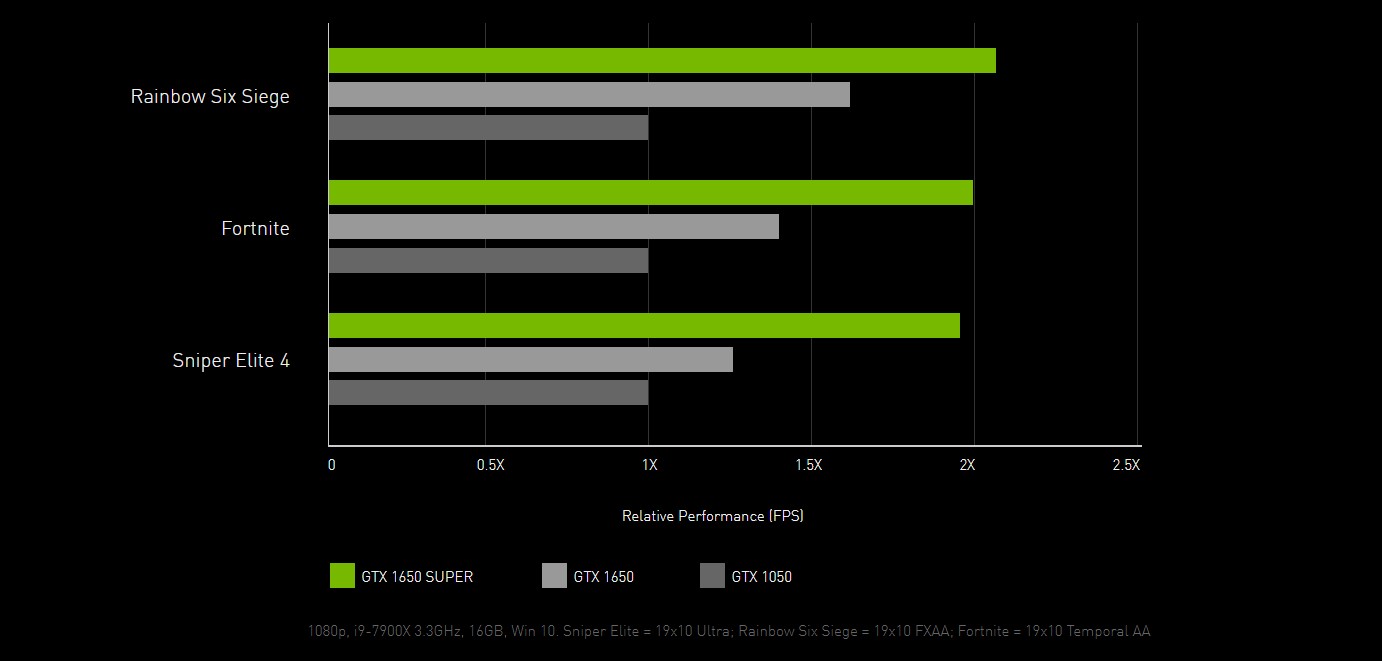 Rainbow Six Siege
Fortnite
Sniper Elite 4
0 0.5X 1X 1.5X 2X 2.5X
Relative Performance (FPS)
GTX 1650 SUPER GTX 1650 GTX 1050
1080p, i9-7900X 3.3GHz, 16GB, Win 10. Sniper Elite = 19x10 Ultra; Rainbow Six Siege = 19x10 FXAA; Fortnite = 19x10 Temporal AA